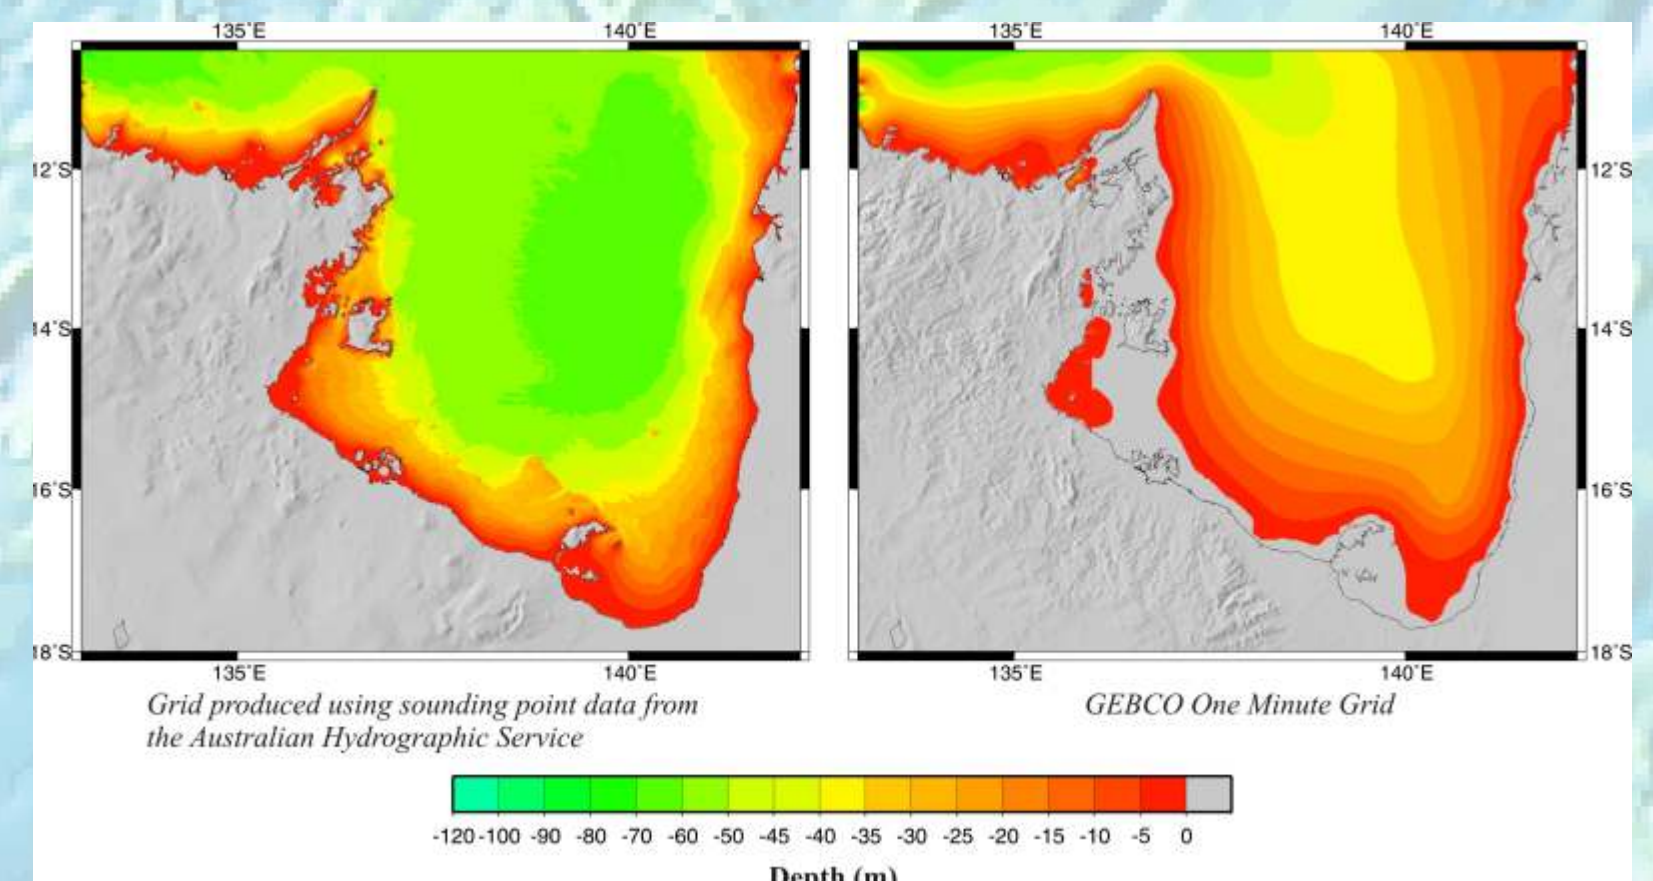 135°E 140°E 135°E 140°E
12°S 12°S
14°S 14°S
16°S 16°S
18°S 18°S
135°E 140°E 135°E 140°E
Grid produced using sounding point data from
the Australian Hydrographic Service
GEBCO One Minute Grid
-120 -100 -90 -80 -70 -60 -50 -45 -40 -35 -30 -25 -20 -15 -10 -5 0
Depth (m)